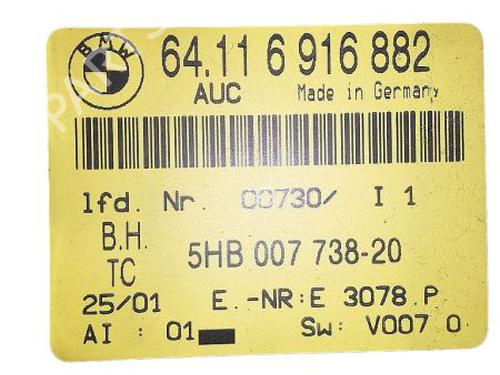 BMW
64.11 6 916 882
AUC Made in Germany
lfd. Nr. 00730/ I 1
B.H.
TC 5HB 007 738-20
25/01 E.-NR:E 3078.P
AI : 01 Sw: V007 0